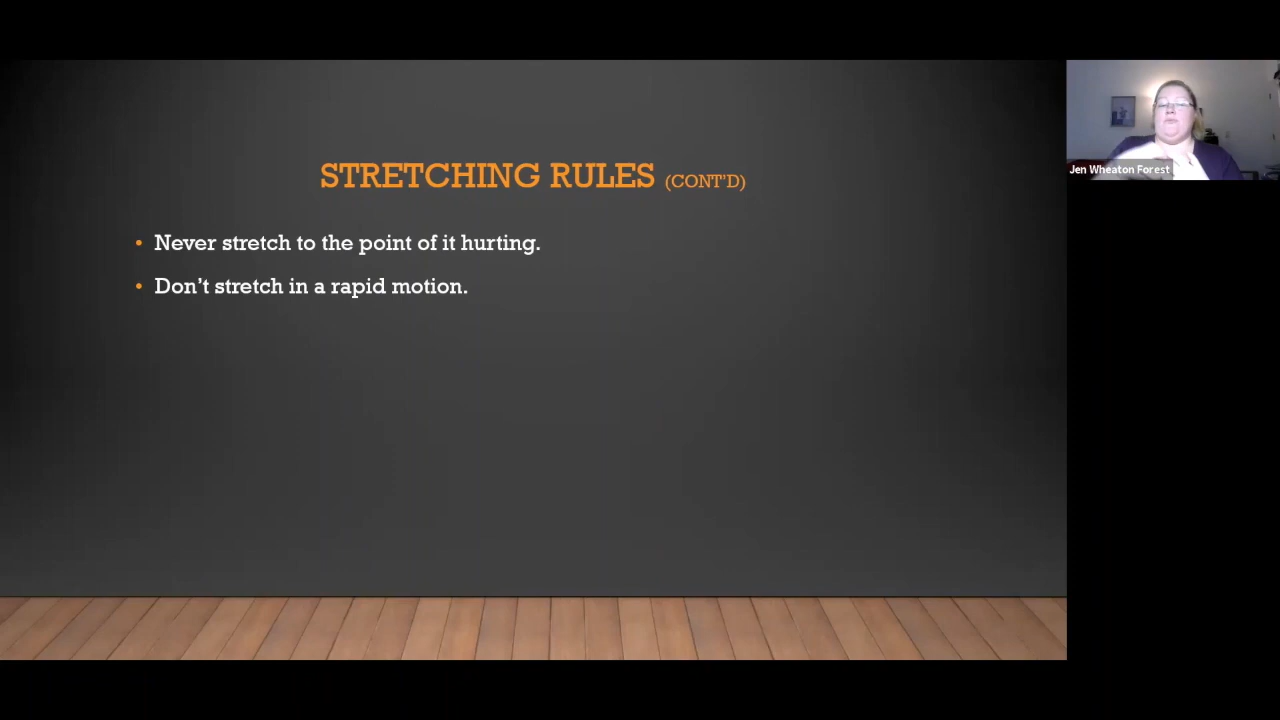 STRETCHING RULES (CONT'D)
• Never stretch to the point of it hurting.
• Don't stretch in a rapid motion.
Jen Wheaton Forest